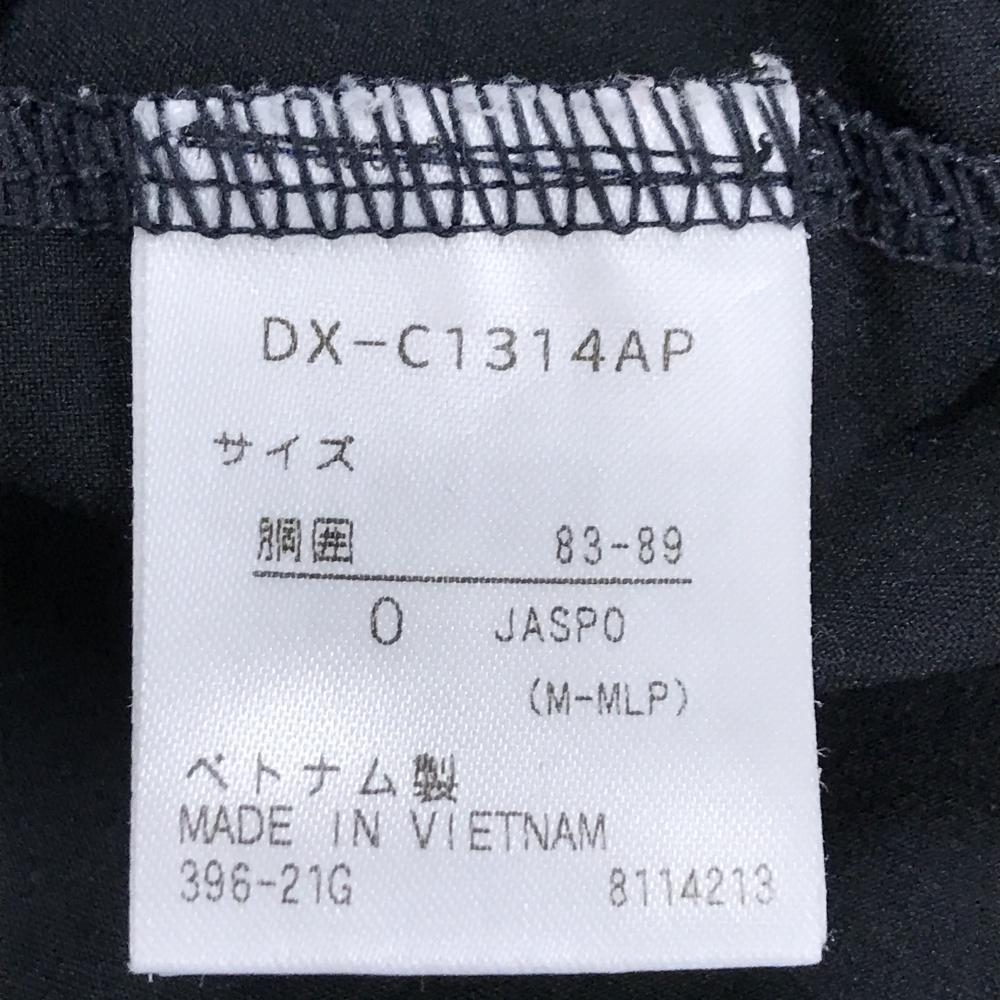 DX-C1314AP
サイズ
胴囲 83-89
O JASPO
(M-MLP)
ベトナム製
MADE IN VIETNAM
396-21G 8114213